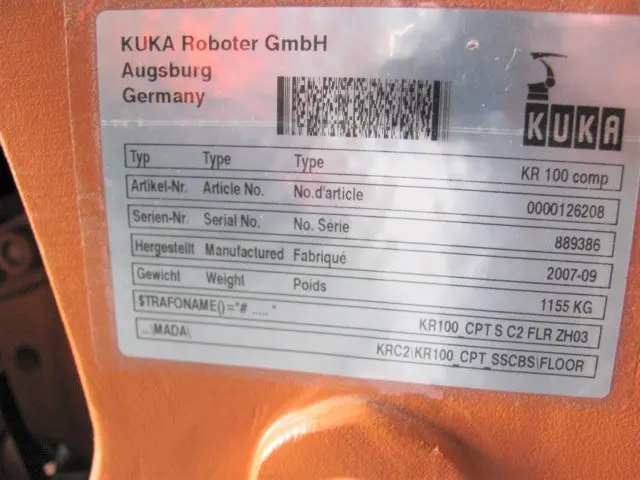 KUKA Roboter GmbH
Augsburg
Germany
KUKA
Typ Type Type KR 100 comp
Artikel-Nr. Article No. No.d'article 0000126208
Serien-Nr. Serial No. No. Série 889386
Hergestellt Manufactured Fabriqué 2007-09
Gewicht Weight Poids 1155 KG
$TRAFONAME()="# ....." KR100_CPT S C2 FLR ZH03
...\MADA\ KRC2\KR100_CPT_SSCBS\FLOOR